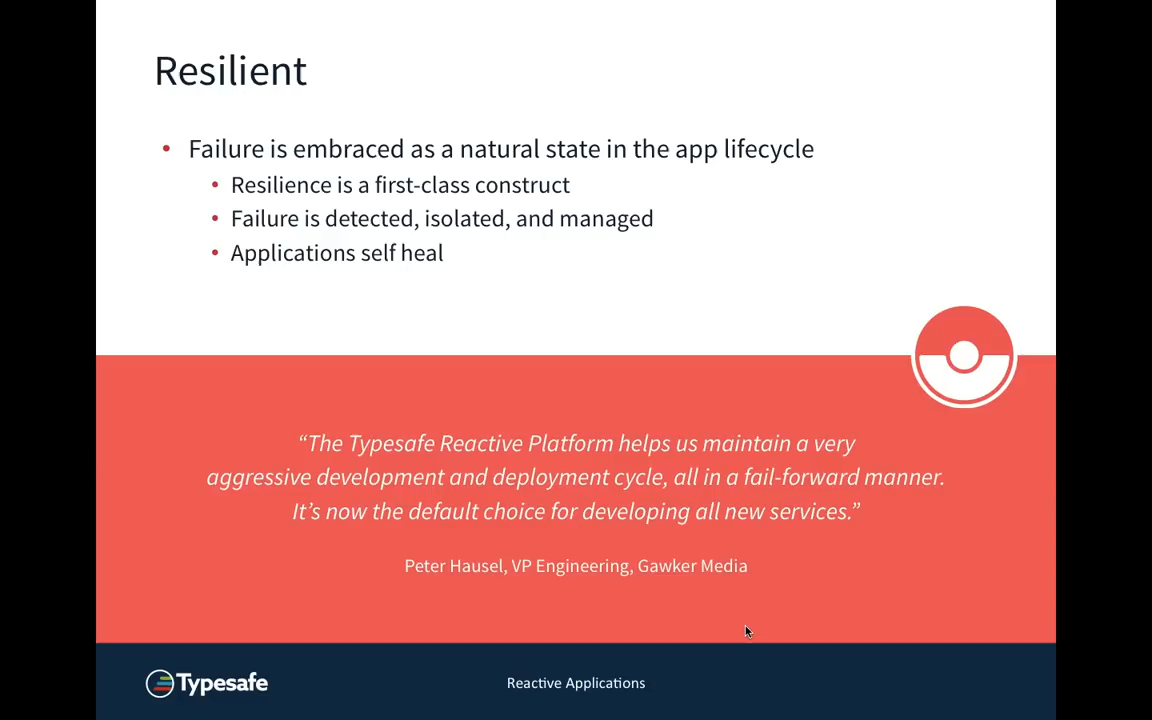 Resilient
• Failure is embraced as a natural state in the app lifecycle
• Resilience is a first-class construct
• Failure is detected, isolated, and managed
• Applications self heal
“The Typesafe Reactive Platform helps us maintain a very
aggressive development and deployment cycle, all in a fail-forward manner.
It’s now the default choice for developing all new services.”
Peter Hausel, VP Engineering, Gawker Media
Typesafe
Reactive Applications